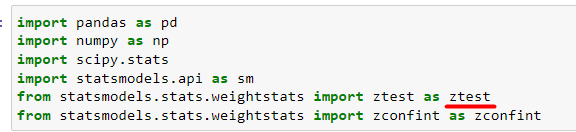 :
import pandas as pd
import numpy as np
import scipy.stats
import statsmodels.api as sm
from statsmodels.stats.weightstats import ztest as ztest
from statsmodels.stats.weightstats import zconfint as zconfint